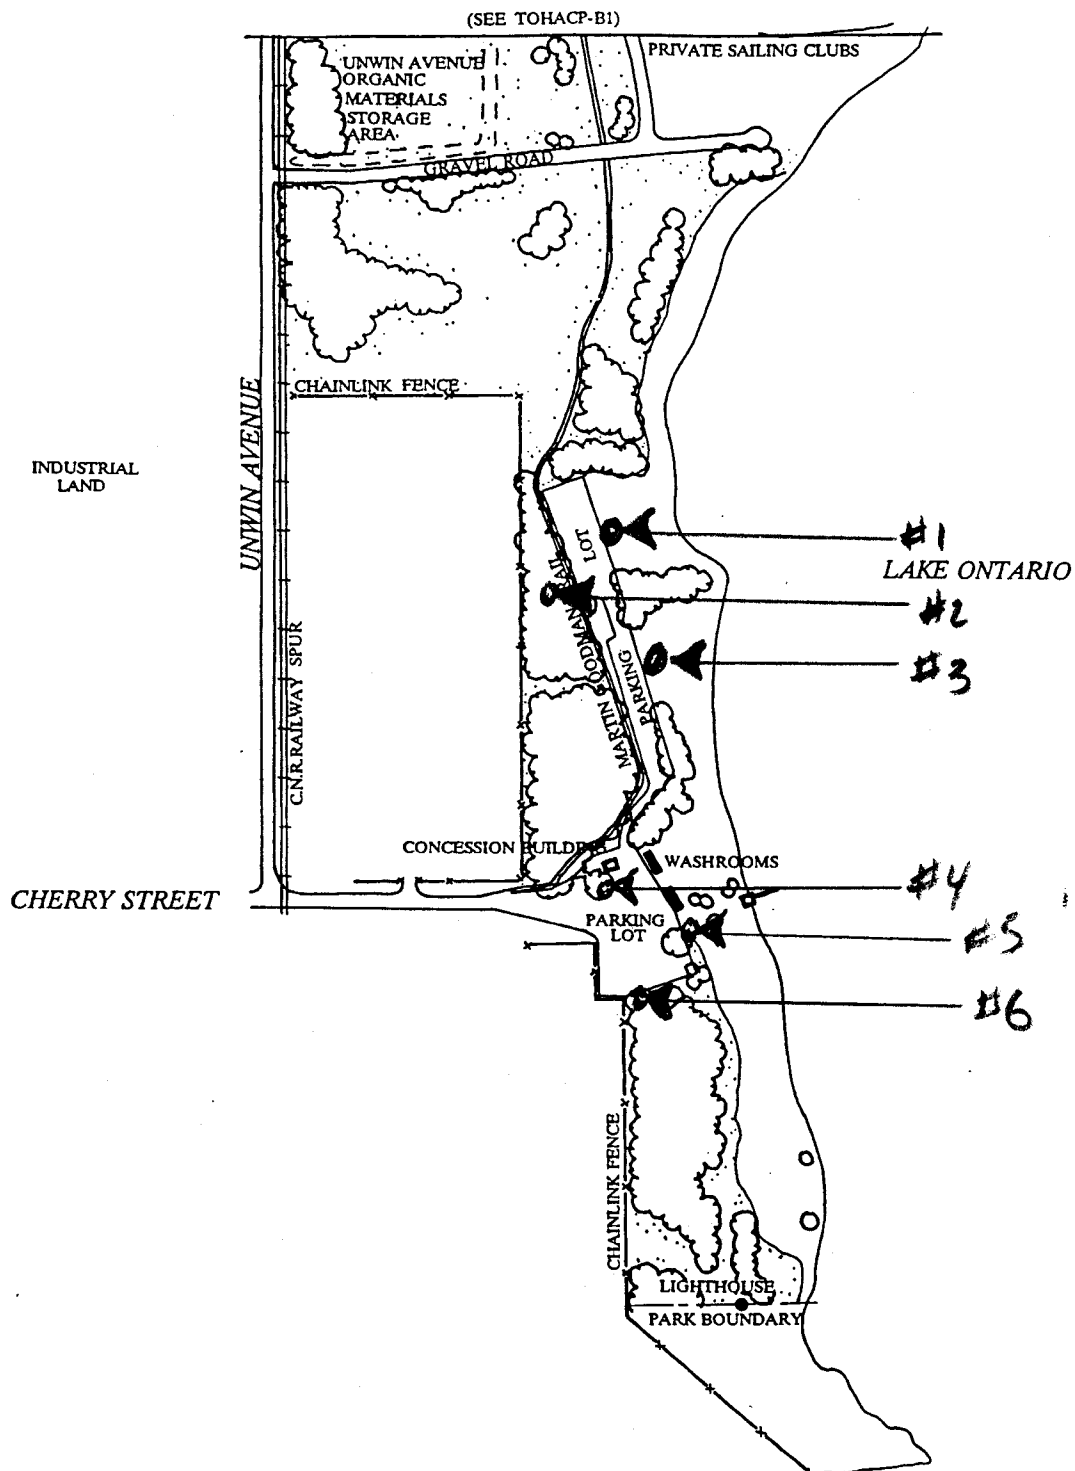 (SEE TOHACP-B1)
PRIVATE SAILING CLUBS
UNWIN AVENUE
ORGANIC
MATERIALS
STORAGE
AREA
GRAVEL ROAD
CHAINLINK FENCE
UNWIN AVENUE
INDUSTRIAL
LAND
#1
LAKE ONTARIO
#2
#3
LOT
PARKING
MARTIN GOODMAN TRAIL
C.N.R. RAILWAY SPUR
CONCESSION BUILDING
WASHROOMS
CHERRY STREET
#4
PARKING
LOT
#5
#6
CHAINLINK FENCE
LIGHTHOUSE
PARK BOUNDARY